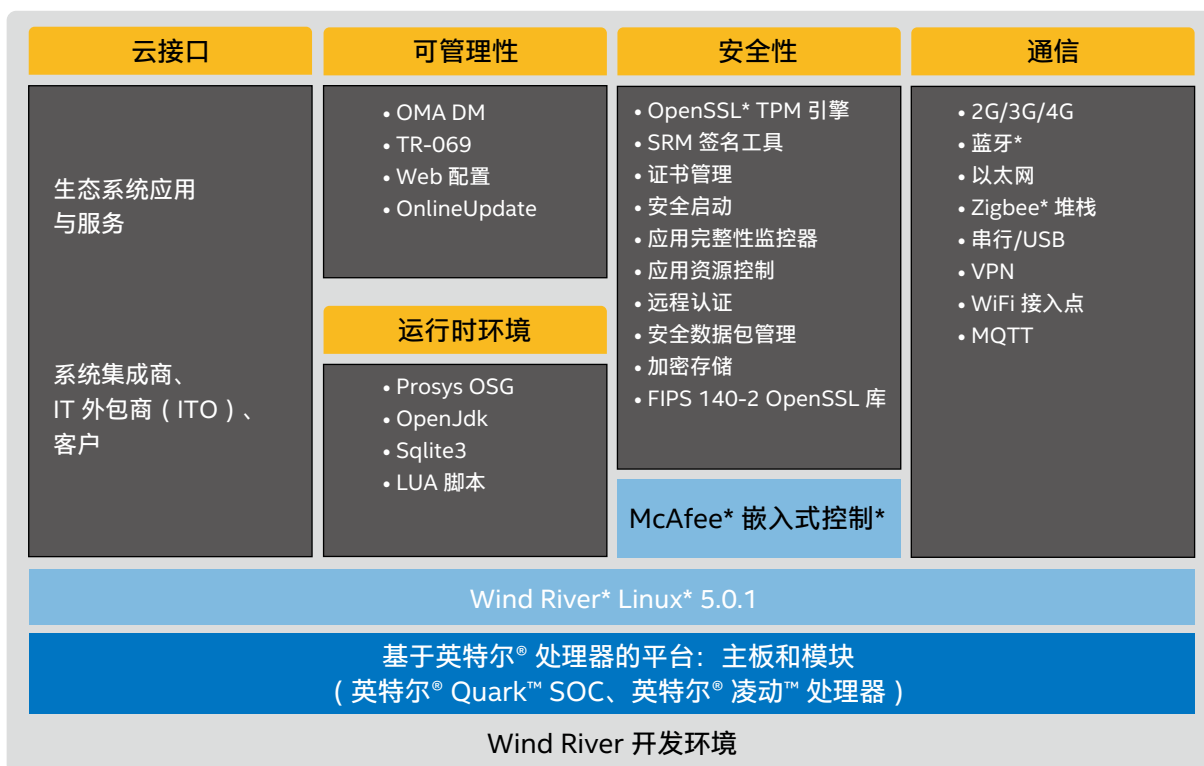 云接口
生态系统应用
与服务
系统集成商、
IT 外包商（ITO）、
客户
可管理性
• OMA DM
• TR-069
• Web 配置
• OnlineUpdate
运行时环境
• Prosys OSG
• OpenJdk
• Sqlite3
• LUA 脚本
安全性
• OpenSSL* TPM 引擎
• SRM 签名工具
• 证书管理
• 安全启动
• 应用完整性监控器
• 应用资源控制
• 远程认证
• 安全数据包管理
• 加密存储
• FIPS 140-2 OpenSSL 库
McAfee* 嵌入式控制*
通信
• 2G/3G/4G
• 蓝牙*
• 以太网
• Zigbee* 堆栈
• 串行/USB
• VPN
• WiFi 接入点
• MQTT
Wind River* Linux* 5.0.1
基于英特尔® 处理器的平台：主板和模块
（英特尔® Quark™ SOC、英特尔® 凌动™ 处理器）
Wind River 开发环境